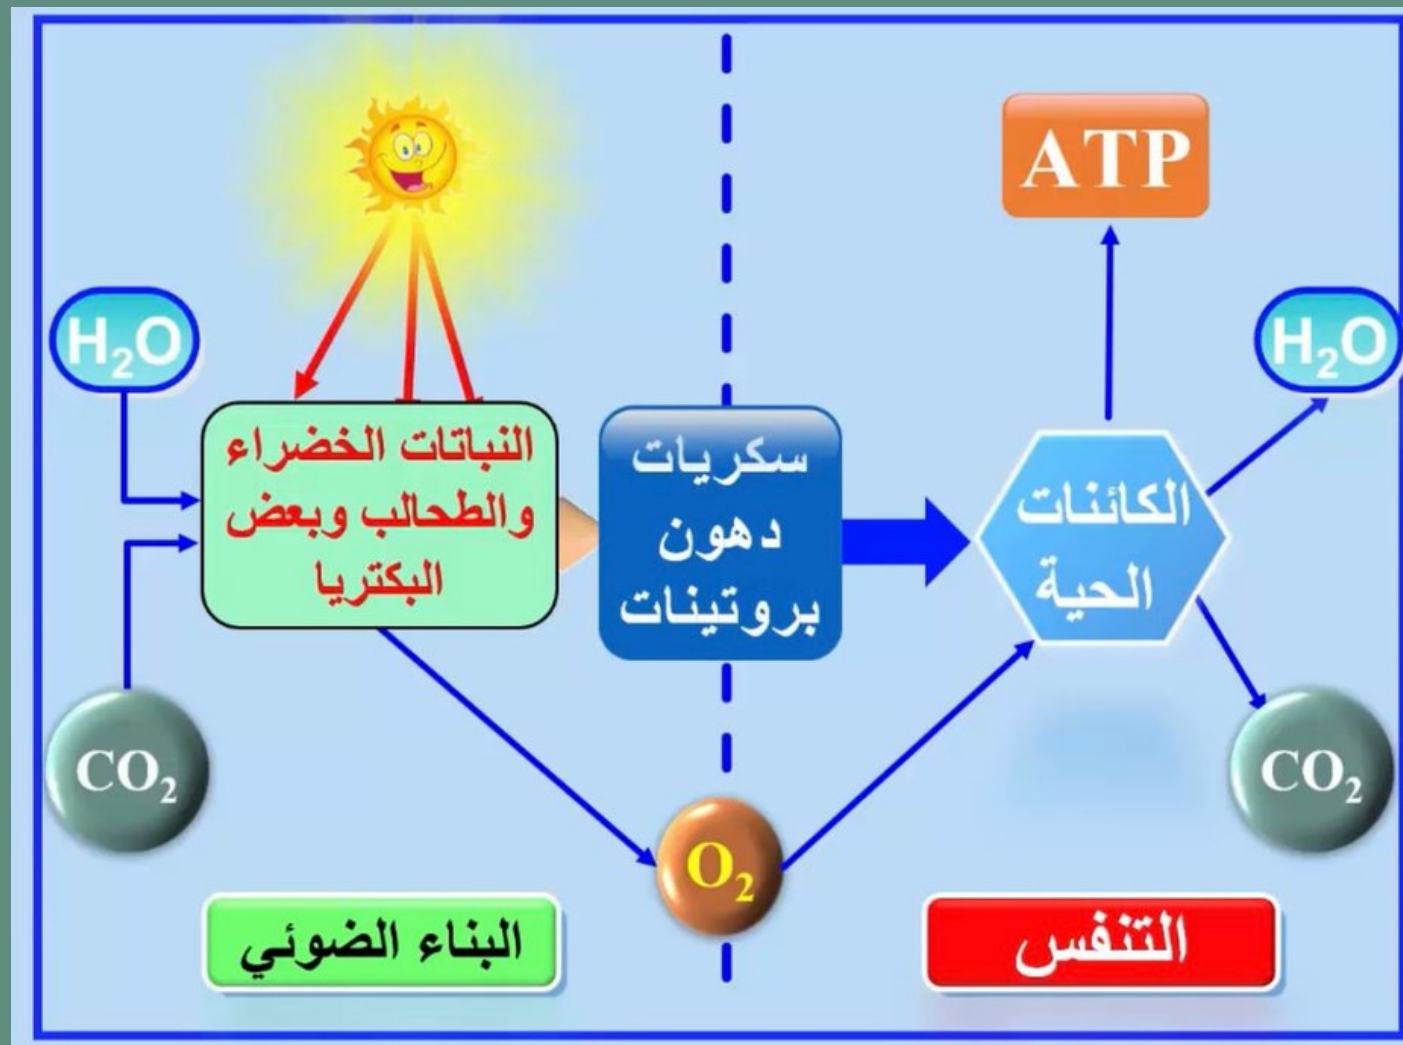 ATP
H₂O
H₂O
النباتات الخضراء
والطحالب وبعض
البكتريا
سكريات
دهون
بروتينات
الكائنات
الحية
CO₂
O₂
CO₂
البناء الضوئي
التنفس